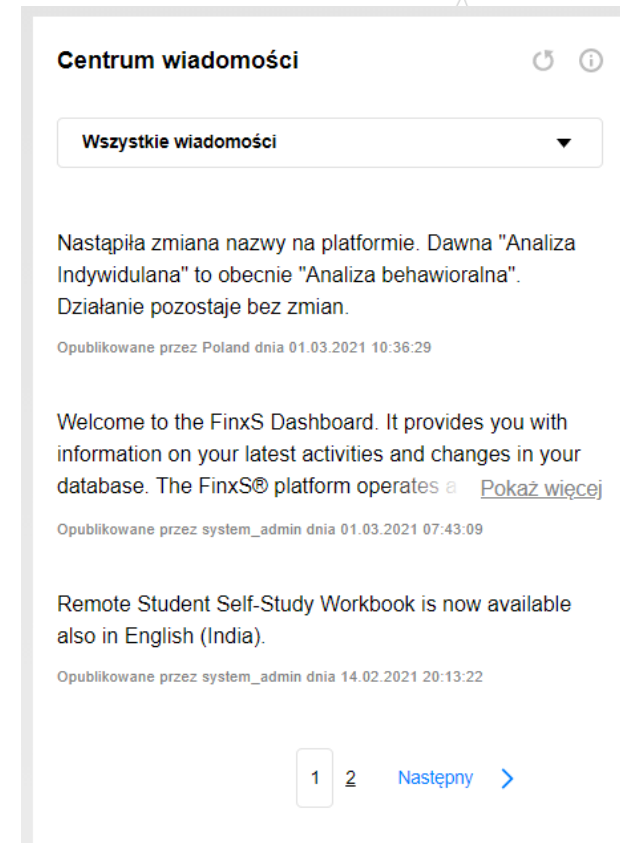 Centrum wiadomości
Wszystkie wiadomości
Nastąpiła zmiana nazwy na platformie. Dawna "Analiza
Indywidulana" to obecnie "Analiza behawioralna".
Działanie pozostaje bez zmian.
Opublikowane przez Poland dnia 01.03.2021 10:36:29
Welcome to the FinxS Dashboard. It provides you with
information on your latest activities and changes in your
database. The FinxS® platform operates a Pokaż więcej
Opublikowane przez system_admin dnia 01.03.2021 07:43:09
Remote Student Self-Study Workbook is now available
also in English (India).
Opublikowane przez system_admin dnia 14.02.2021 20:13:22
1 2 Następny